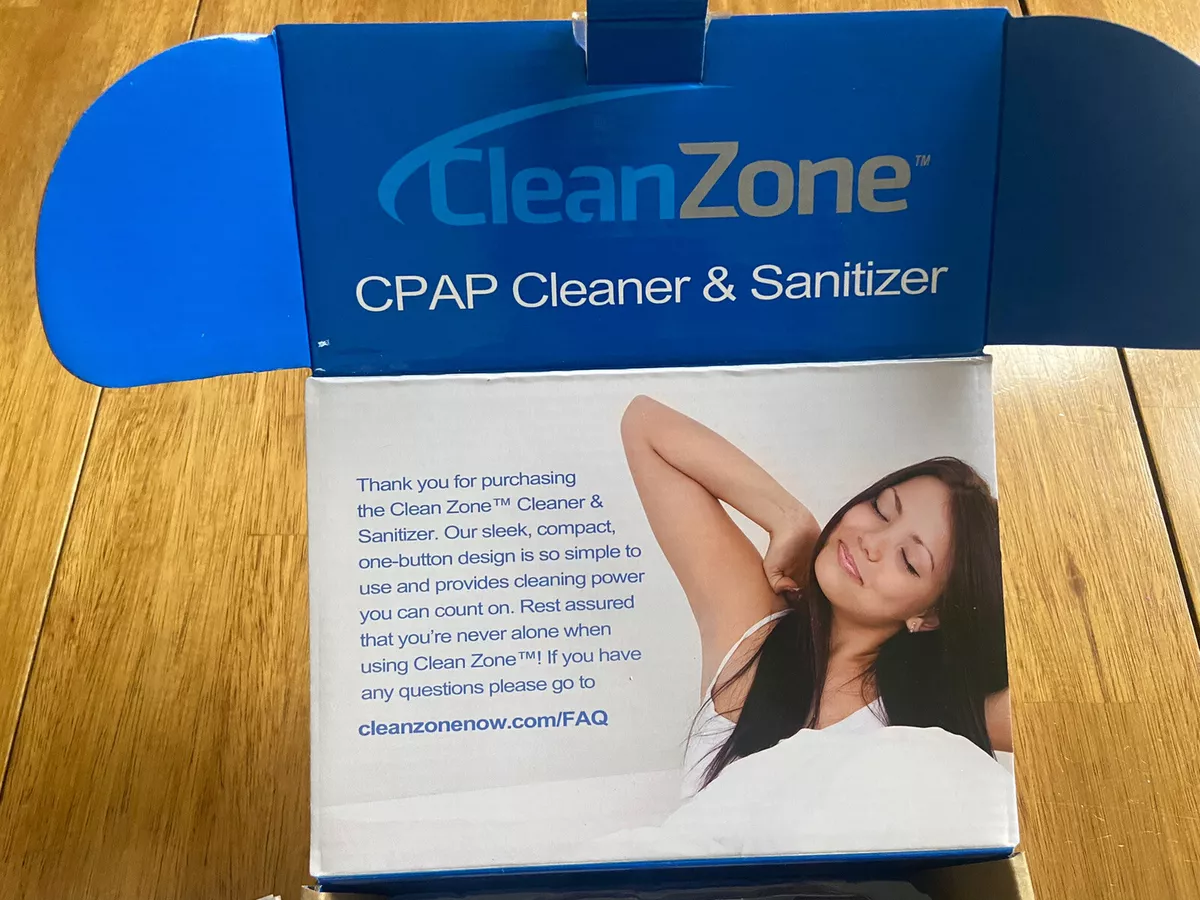 CleanZone™
CPAP Cleaner & Sanitizer
Thank you for purchasing
the Clean Zone™ Cleaner &
Sanitizer. Our sleek, compact,
one-button design is so simple to
use and provides cleaning power
you can count on. Rest assured
that you're never alone when
using Clean Zone™! If you have
any questions please go to
cleanzonenow.com/FAQ